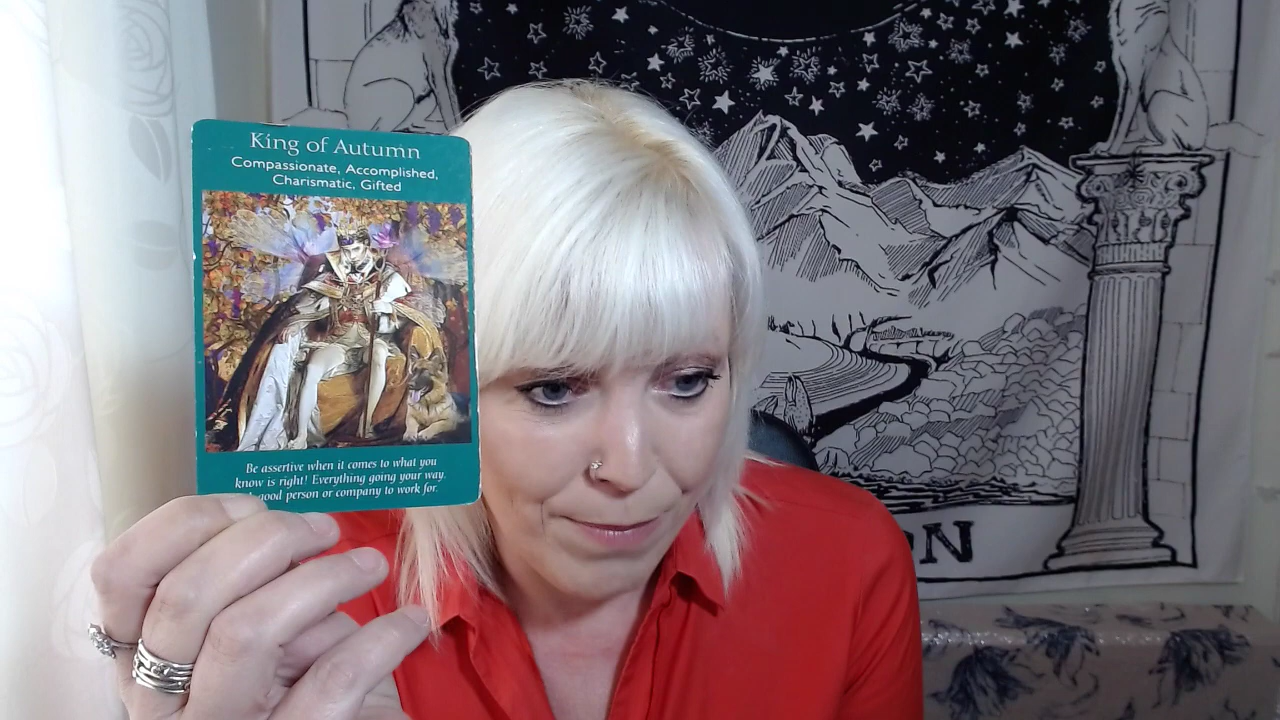 King of Autumn
Compassionate, Accomplished,
Charismatic, Gifted
Be assertive when it comes to what you
know is right! Everything going your way.
good person or company to work for.
ON